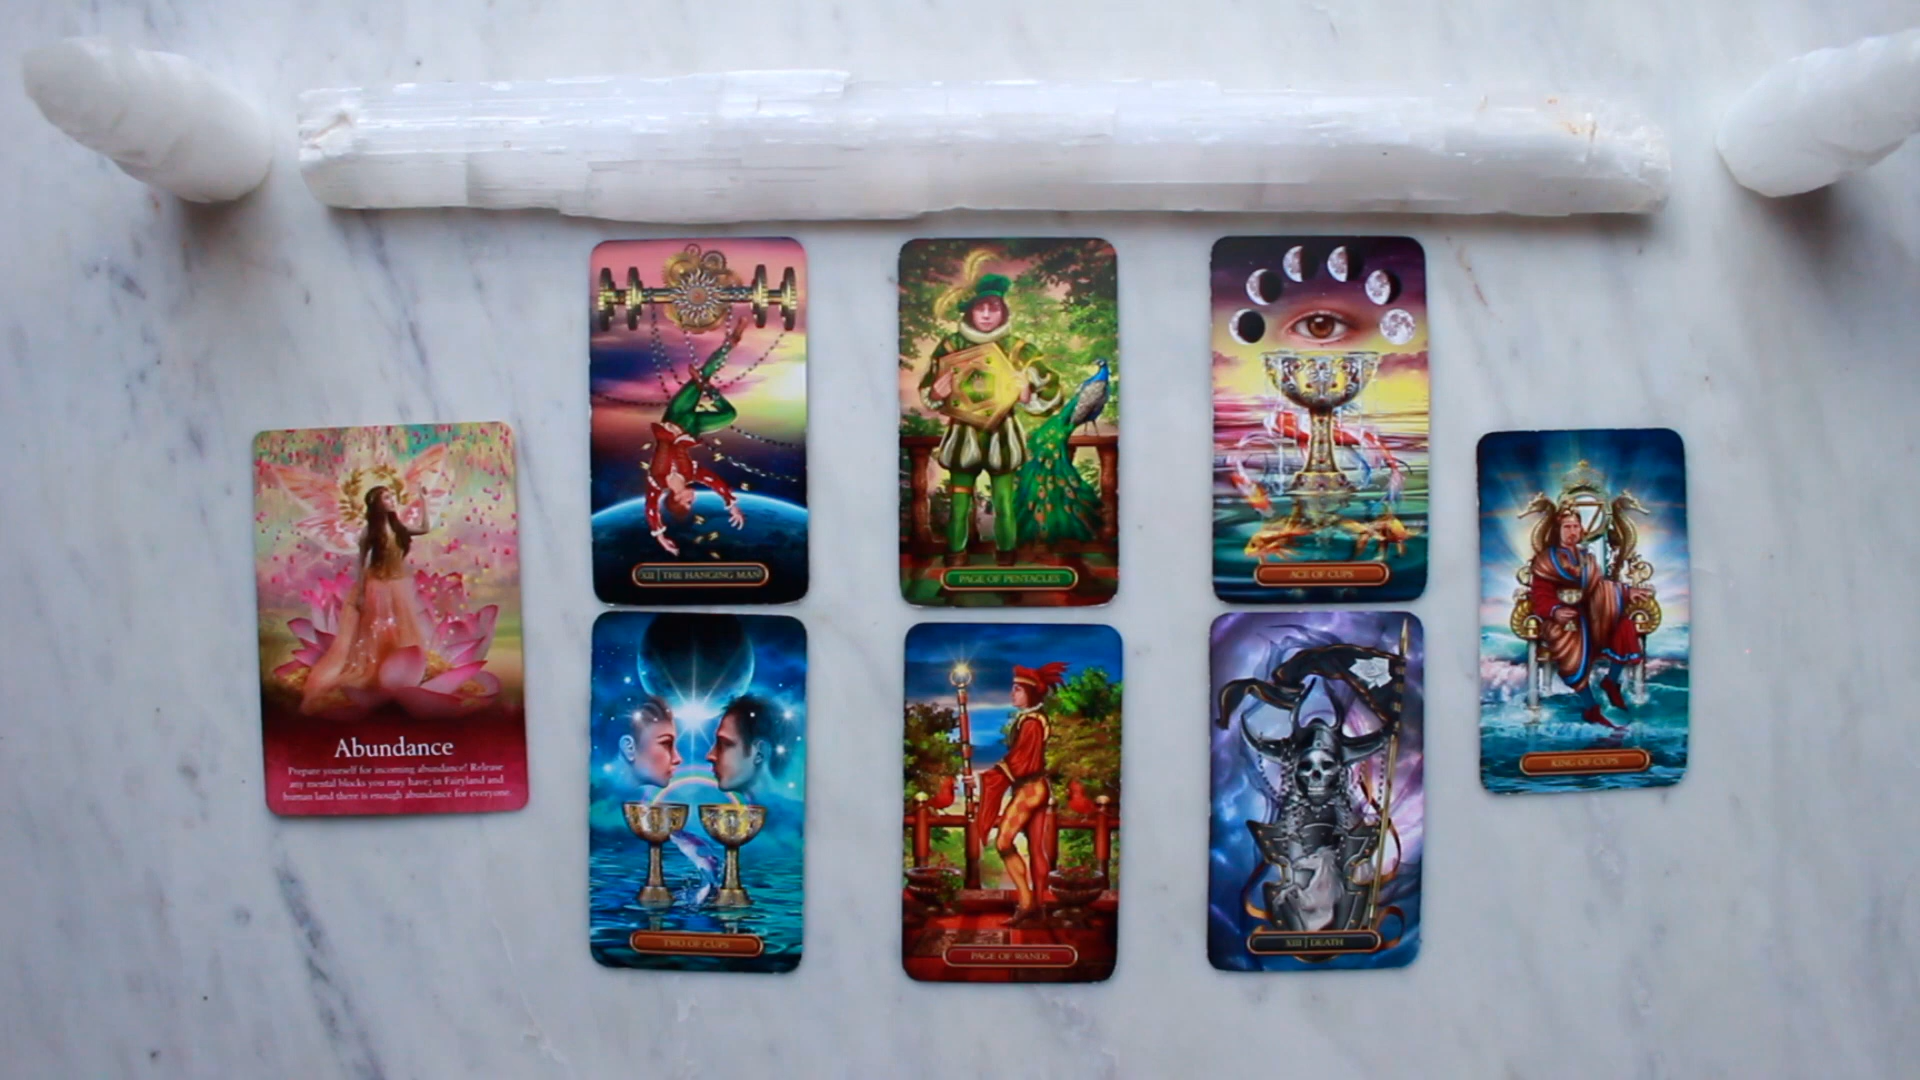 XII | THE HANGING MAN
PAGE OF PENTACLES
ACE OF CUPS
Abundance
Prepare yourself for incoming abundance! Release
any mental blocks you may have; in Fairyland and
human land there is enough abundance for everyone.
KING OF CUPS
TWO OF CUPS
PAGE OF WANDS
XIII | DEATH